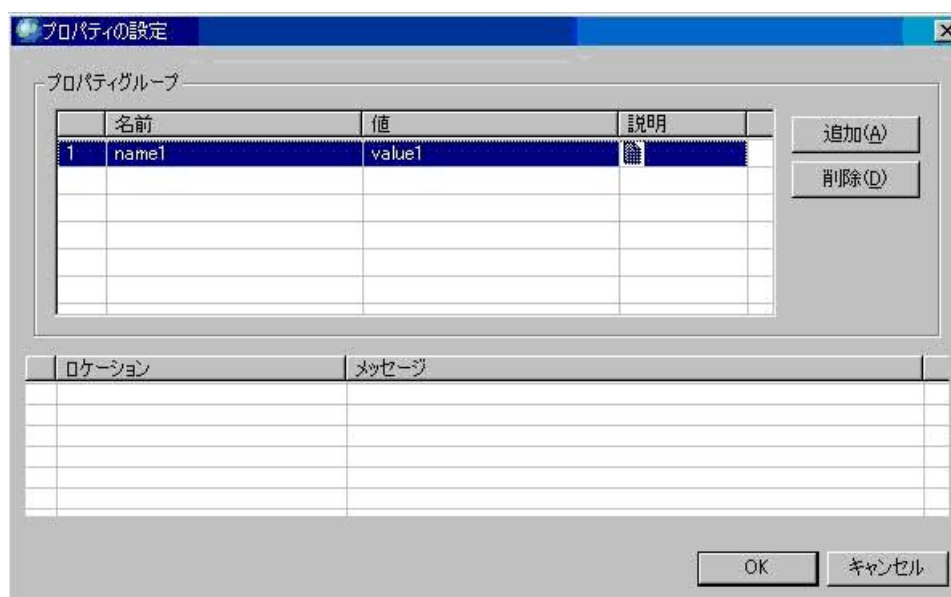 プロパティの設定
プロパティグループ
名前 値 説明
追加(A)
1 name1 value1
削除(D)
ロケーション メッセージ
OK キャンセル